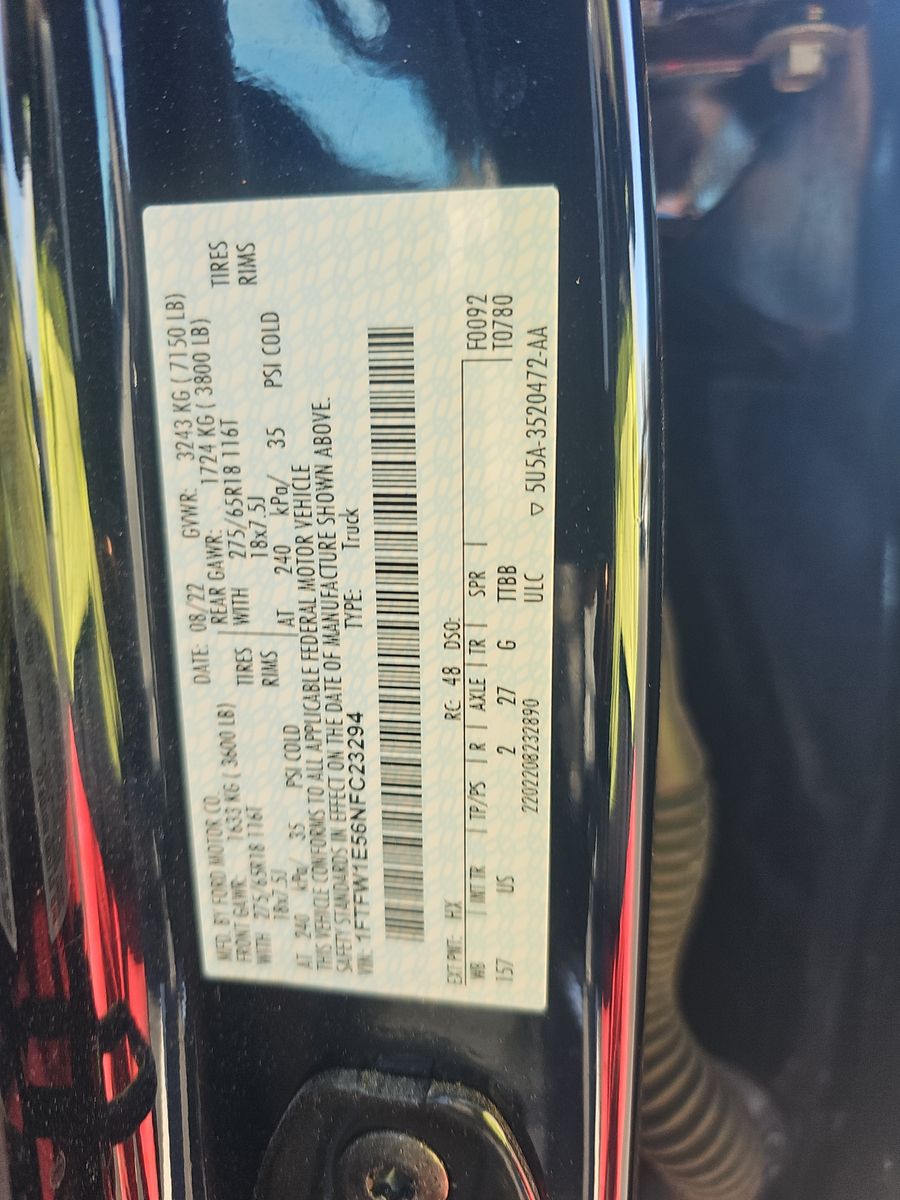 MFD. BY FORD MOTOR CO. DATE: 08/22 GVWR: 3243 KG ( 7150 LB)
FRONT GAWR: 1633 KG ( 3600 LB) REAR GAWR: 1724 KG ( 3800 LB)
WITH 275/65R18 116T TIRES WITH 275/65R18 116T TIRES
18x7.5J RIMS 18x7.5J RIMS
AT 240 kPa/ 35 PSI COLD AT 240 kPa/ 35 PSI COLD
THIS VEHICLE CONFORMS TO ALL APPLICABLE FEDERAL MOTOR VEHICLE
SAFETY STANDARDS IN EFFECT ON THE DATE OF MANUFACTURE SHOWN ABOVE.
VIN: 1FTFW1E56NFC23294 TYPE: Truck
EXT PNT: HX RC: 48 DSO: F0092
WB INT TR TP/PS R AXLE TR SPR T0780
157 US 2 27 G TTBB
2202208232890 ULC ▽ 5U5A-3520472-AA